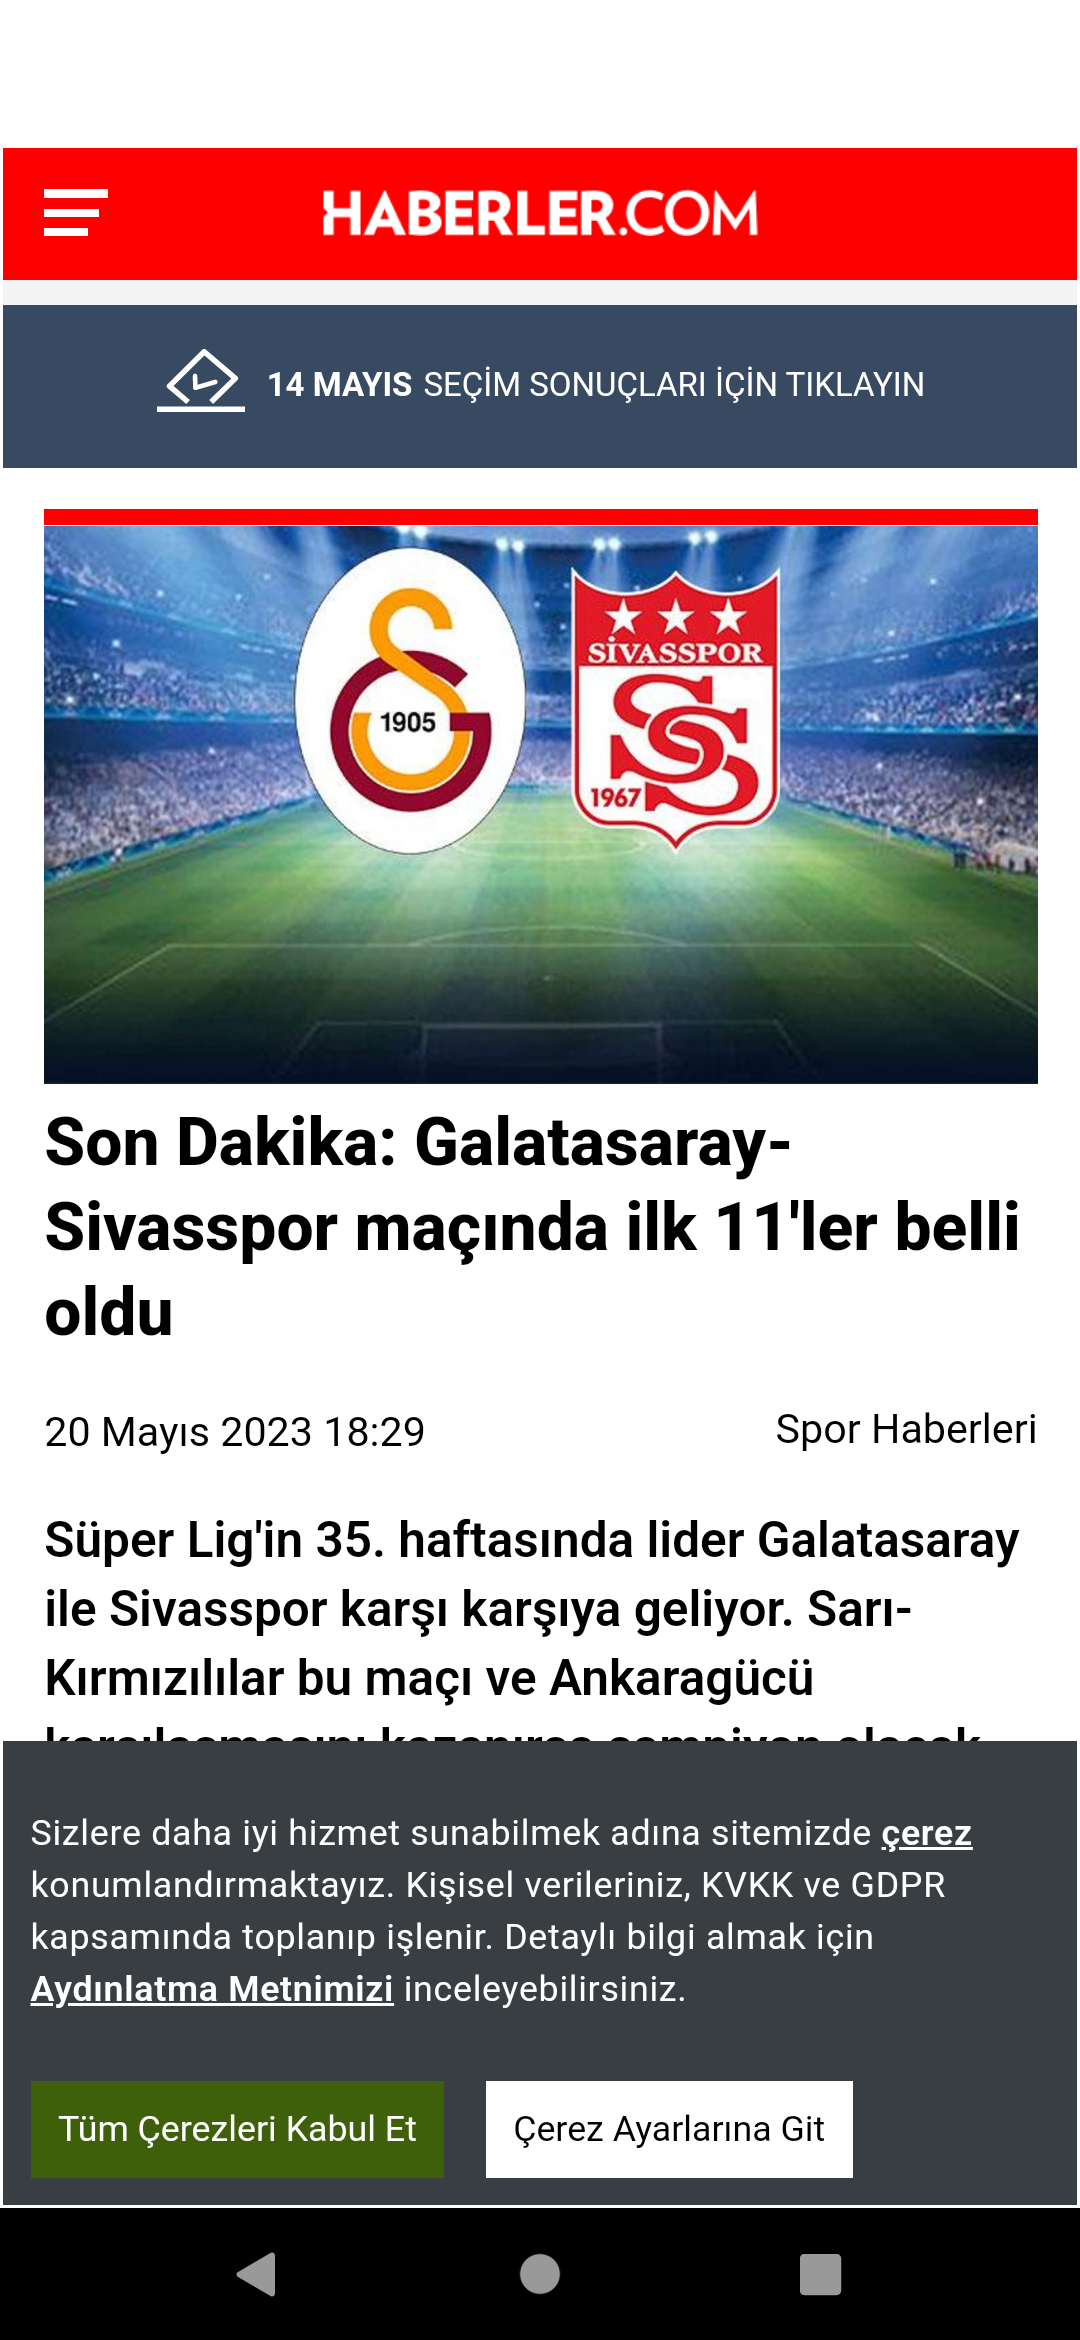 HABERLER.COM
14 MAYIS SEÇİM SONUÇLARI İÇİN TIKLAYIN
1905
SİVASSPOR
1967
Son Dakika: Galatasaray-
Sivasspor maçında ilk 11'ler belli
oldu
20 Mayıs 2023 18:29
Spor Haberleri
Süper Lig'in 35. haftasında lider Galatasaray
ile Sivasspor karşı karşıya geliyor. Sarı-
Kırmızılılar bu maçı ve Ankaragücü
Sizlere daha iyi hizmet sunabilmek adına sitemizde çerez
konumlandırmaktayız. Kişisel verileriniz, KVKK ve GDPR
kapsamında toplanıp işlenir. Detaylı bilgi almak için
Aydınlatma Metnimizi inceleyebilirsiniz.
Tüm Çerezleri Kabul Et
Çerez Ayarlarına Git